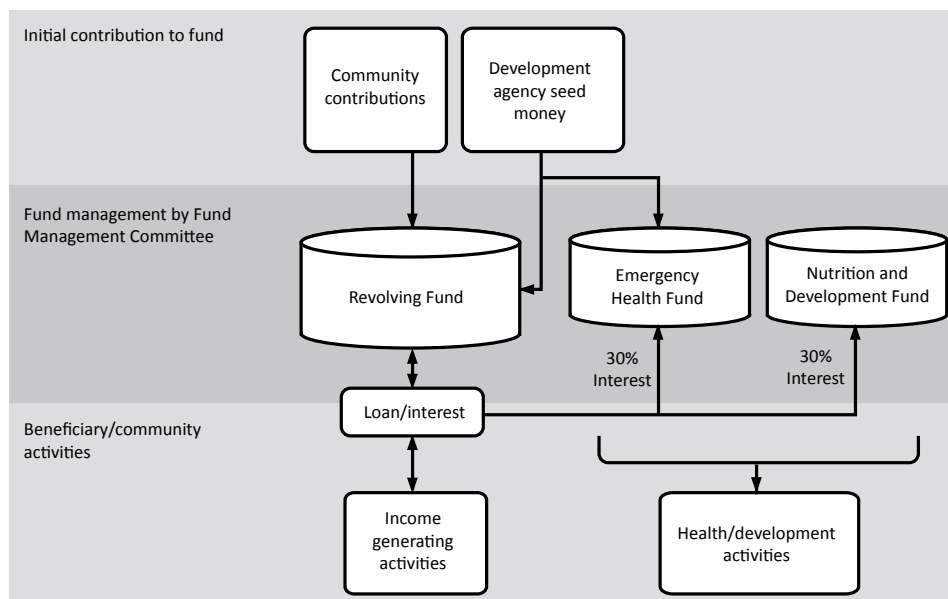 Initial contribution to fund
Community
contributions
Development
agency seed
money
Fund management by Fund
Management Committee
Revolving Fund
Emergency
Health Fund
Nutrition and
Development Fund
30%
Interest
30%
Interest
Loan/interest
Beneficiary/community
activities
Income
generating
activities
Health/development
activities